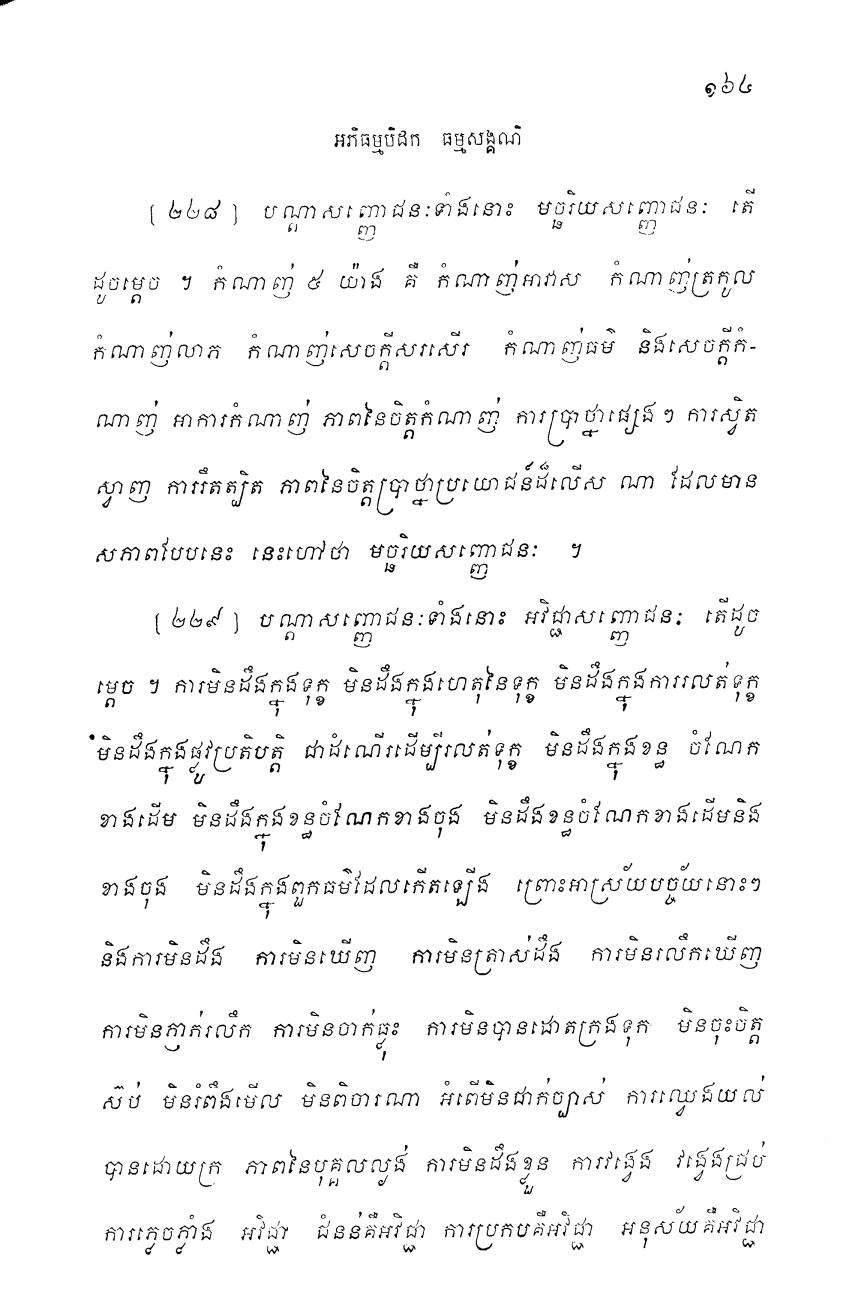 ១៦៤
អភិធម្មបិដក ធម្មសង្គណិ
[ ២២៨ ] បណ្តាសញ្ញោជនៈទាំងនោះ មច្ឆរិយសញ្ញោជនៈ តើ
ដូចម្តេច ។ កំណាញ់ ៥ យ៉ាង គឺ កំណាញ់អាវាស កំណាញ់ត្រកូល
កំណាញ់លាភ កំណាញ់សេចក្តីសរសើរ កំណាញ់ធម៌ និងសេចក្តីកំ-
ណាញ់ អាការកំណាញ់ ភាពនៃចិត្តកំណាញ់ ការប្រាថ្នាផ្សេងៗ ការស្វិត
ស្វាញ ការរឹតត្បិត ភាពនៃចិត្តប្រាថ្នាប្រយោជន៍ដ៏លើស ណា ដែលមាន
សភាពបែបនេះ នេះហៅថា មច្ឆរិយសញ្ញោជនៈ ។
[ ២២៩ ] បណ្តាសញ្ញោជនៈទាំងនោះ អវិជ្ជាសញ្ញោជនៈ តើដូច
ម្តេច ។ ការមិនដឹងក្នុងទុក្ខ មិនដឹងក្នុងហេតុនៃទុក្ខ មិនដឹងក្នុងការរលត់ទុក្ខ
មិនដឹងក្នុងផ្លូវប្រតិបត្តិ ជាដំណើរដើម្បីរលត់ទុក្ខ មិនដឹងក្នុងខន្ធ ចំណែក
ខាងដើម មិនដឹងក្នុងខន្ធចំណែកខាងចុង មិនដឹងខន្ធចំណែកខាងដើមនិង
ខាងចុង មិនដឹងក្នុងពួកធម៌ដែលកើតឡើង ព្រោះអាស្រ័យបច្ច័យនោះៗ
និងការមិនដឹង ការមិនឃើញ ការមិនត្រាស់ដឹង ការមិនរលឹកឃើញ
ការមិនភ្ញាក់រលឹក ការមិនចាក់ធ្លុះ ការមិនបានដោតក្រងទុក មិនចុះចិត្ត
ស៊ប់ មិនរំពឹងមើល មិនពិចារណា អំពើមិនជាក់ច្បាស់ ការឈ្វេងយល់
បានដោយក្រ ភាពនៃបុគ្គលល្ងង់ ការមិនដឹងខ្លួន ការវង្វេង វង្វេងជ្រប់
ការភ្លេចភ្លាំង អវិជ្ជា ជំនន់គឺអវិជ្ជា ការប្រកបគឺអវិជ្ជា អនុស័យគឺអវិជ្ជា